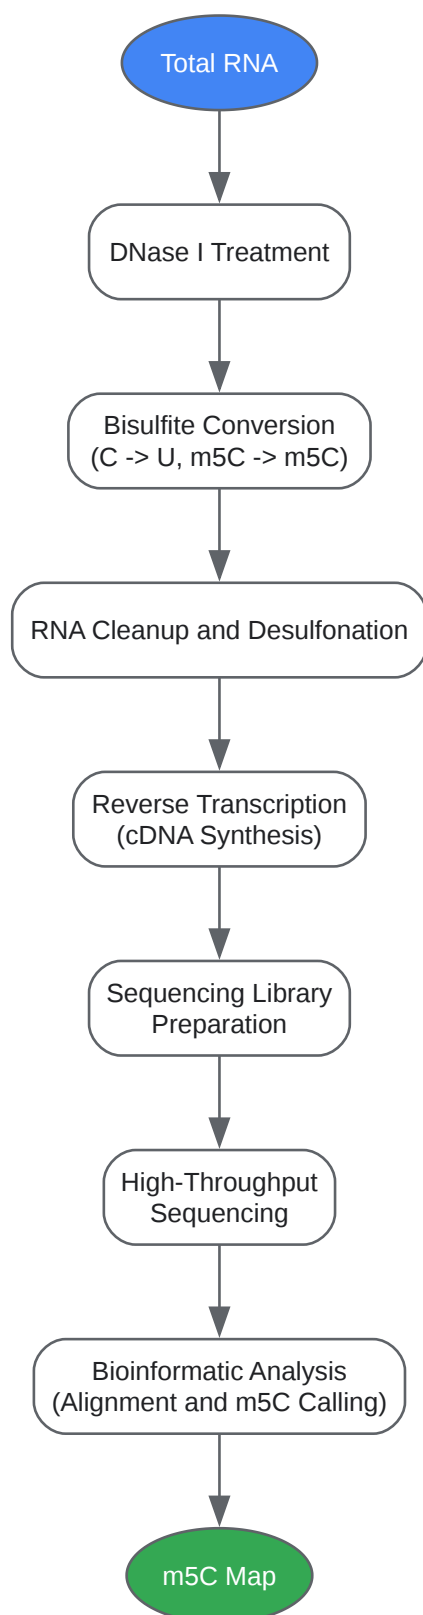 Total RNA
DNase I Treatment
Bisulfite Conversion
(C -> U, m5C -> m5C)
RNA Cleanup and Desulfonation
Reverse Transcription
(cDNA Synthesis)
Sequencing Library
Preparation
High-Throughput
Sequencing
Bioinformatic Analysis
(Alignment and m5C Calling)
m5C Map